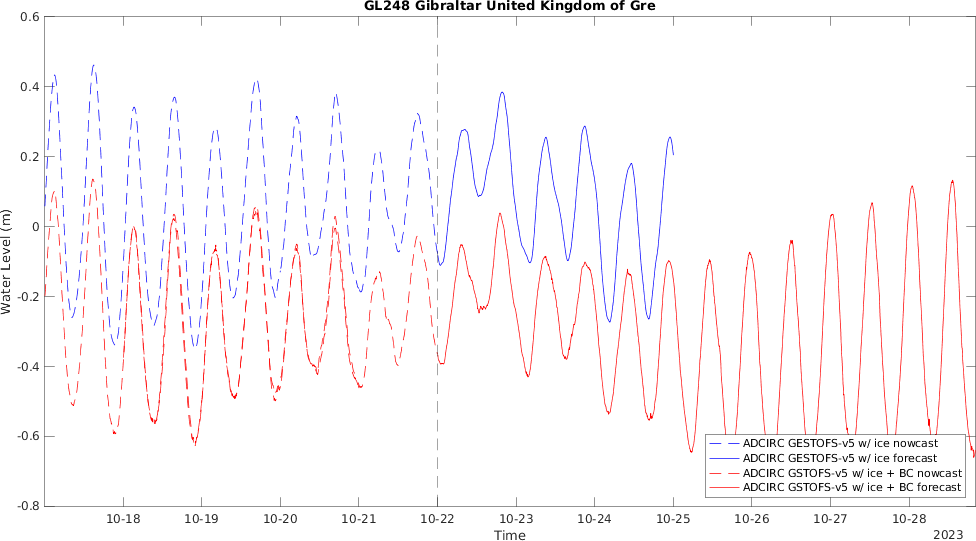 GL248 Gibraltar United Kingdom of Gre
0.6
0.4
0.2
0
-0.2
-0.4
-0.6
-0.8
Water Level (m)
ADCIRC GESTOFS-v5 w/ ice nowcast
ADCIRC GESTOFS-v5 w/ ice forecast
ADCIRC GSTOFS-v5 w/ ice + BC nowcast
ADCIRC GSTOFS-v5 w/ ice + BC forecast
10-18 10-19 10-20 10-21 10-22 10-23 10-24 10-25 10-26 10-27 10-28
Time
2023